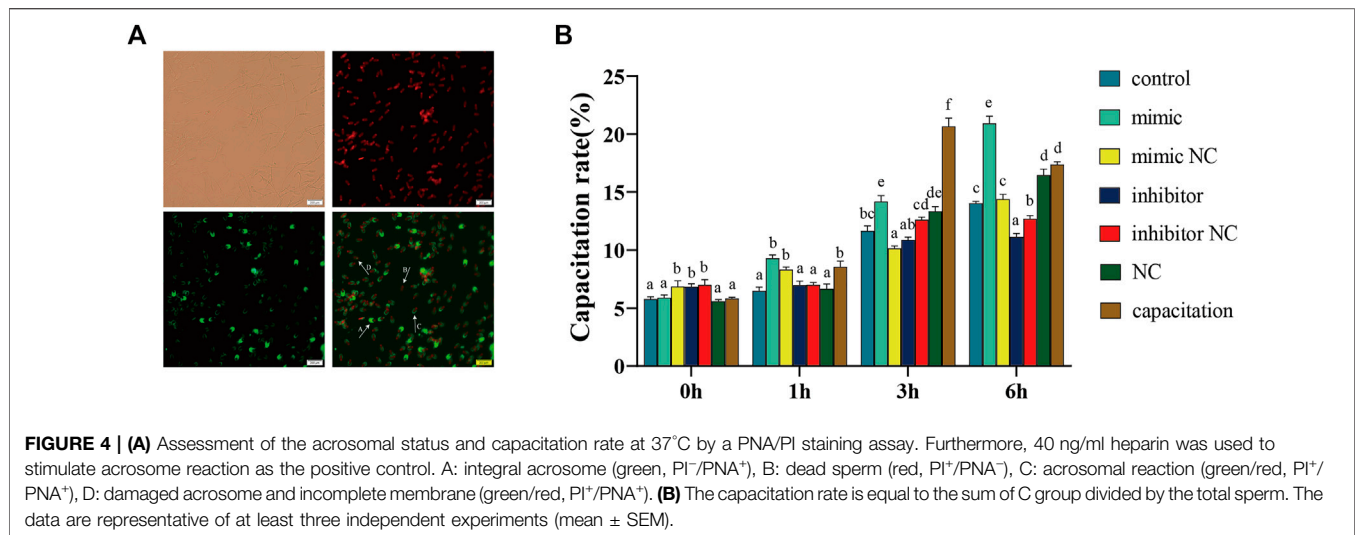 A
B
D
B
A
C
Capacitation rate(%)
25
20
15
10
5
0
a a b b b a a
a b b a a a b
bc e a ab cd de f
c e c a b d d
0h 1h 3h 6h
control
mimic
mimic NC
inhibitor
inhibitor NC
NC
capacitation
FIGURE 4 | (A) Assessment of the acrosomal status and capacitation rate at 37°C by a PNA/PI staining assay. Furthermore, 40 ng/ml heparin was used to
stimulate acrosome reaction as the positive control. A: integral acrosome (green, PI⁻/PNA⁺), B: dead sperm (red, PI⁺/PNA⁻), C: acrosomal reaction (green/red, PI⁺/
PNA⁺), D: damaged acrosome and incomplete membrane (green/red, PI⁺/PNA⁺). (B) The capacitation rate is equal to the sum of C group divided by the total sperm. The
data are representative of at least three independent experiments (mean ± SEM).